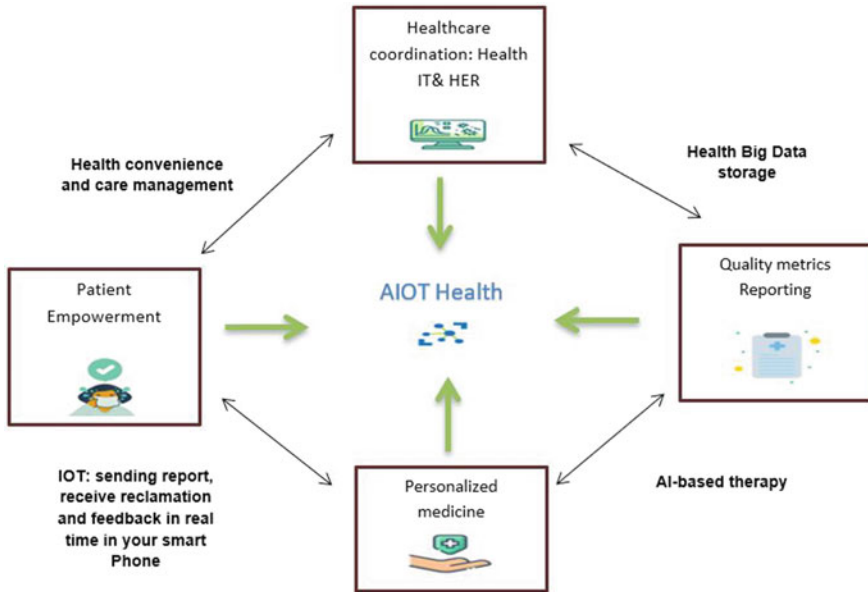 Healthcare
coordination: Health
IT& HER
Health convenience
and care management
Health Big Data
storage
Patient
Empowerment
AIOT Health
Quality metrics
Reporting
IOT: sending report,
receive reclamation
and feedback in real
time in your smart
Phone
Personalized
medicine
AI-based therapy